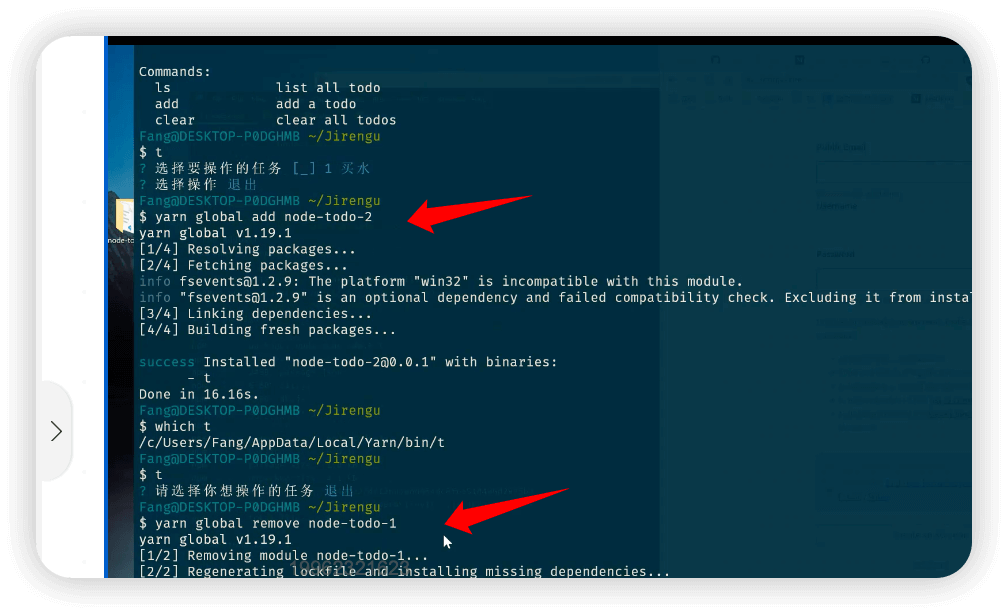 Commands:
ls list all todo
add add a todo
clear clear all todos
Fang@DESKTOP-P0DGHMB ~/Jirengu
$ t
? 选择要操作的任务 [_] 1 买水
? 选择操作 退出
Fang@DESKTOP-P0DGHMB ~/Jirengu
$ yarn global add node-todo-2
yarn global v1.19.1
[1/4] Resolving packages...
[2/4] Fetching packages...
info fsevents@1.2.9: The platform "win32" is incompatible with this module.
info "fsevents@1.2.9" is an optional dependency and failed compatibility check. Excluding it from insta
[3/4] Linking dependencies...
[4/4] Building fresh packages...
success Installed "node-todo-2@0.0.1" with binaries:
- t
Done in 16.16s.
Fang@DESKTOP-P0DGHMB ~/Jirengu
$ which t
/c/Users/Fang/AppData/Local/Yarn/bin/t
Fang@DESKTOP-P0DGHMB ~/Jirengu
$ t
? 请选择你想操作的任务 退出
Fang@DESKTOP-P0DGHMB ~/Jirengu
$ yarn global remove node-todo-1
yarn global v1.19.1
[1/2] Removing module node-todo-1...
[2/2] Regenerating lockfile and installing missing dependencies...
node-to